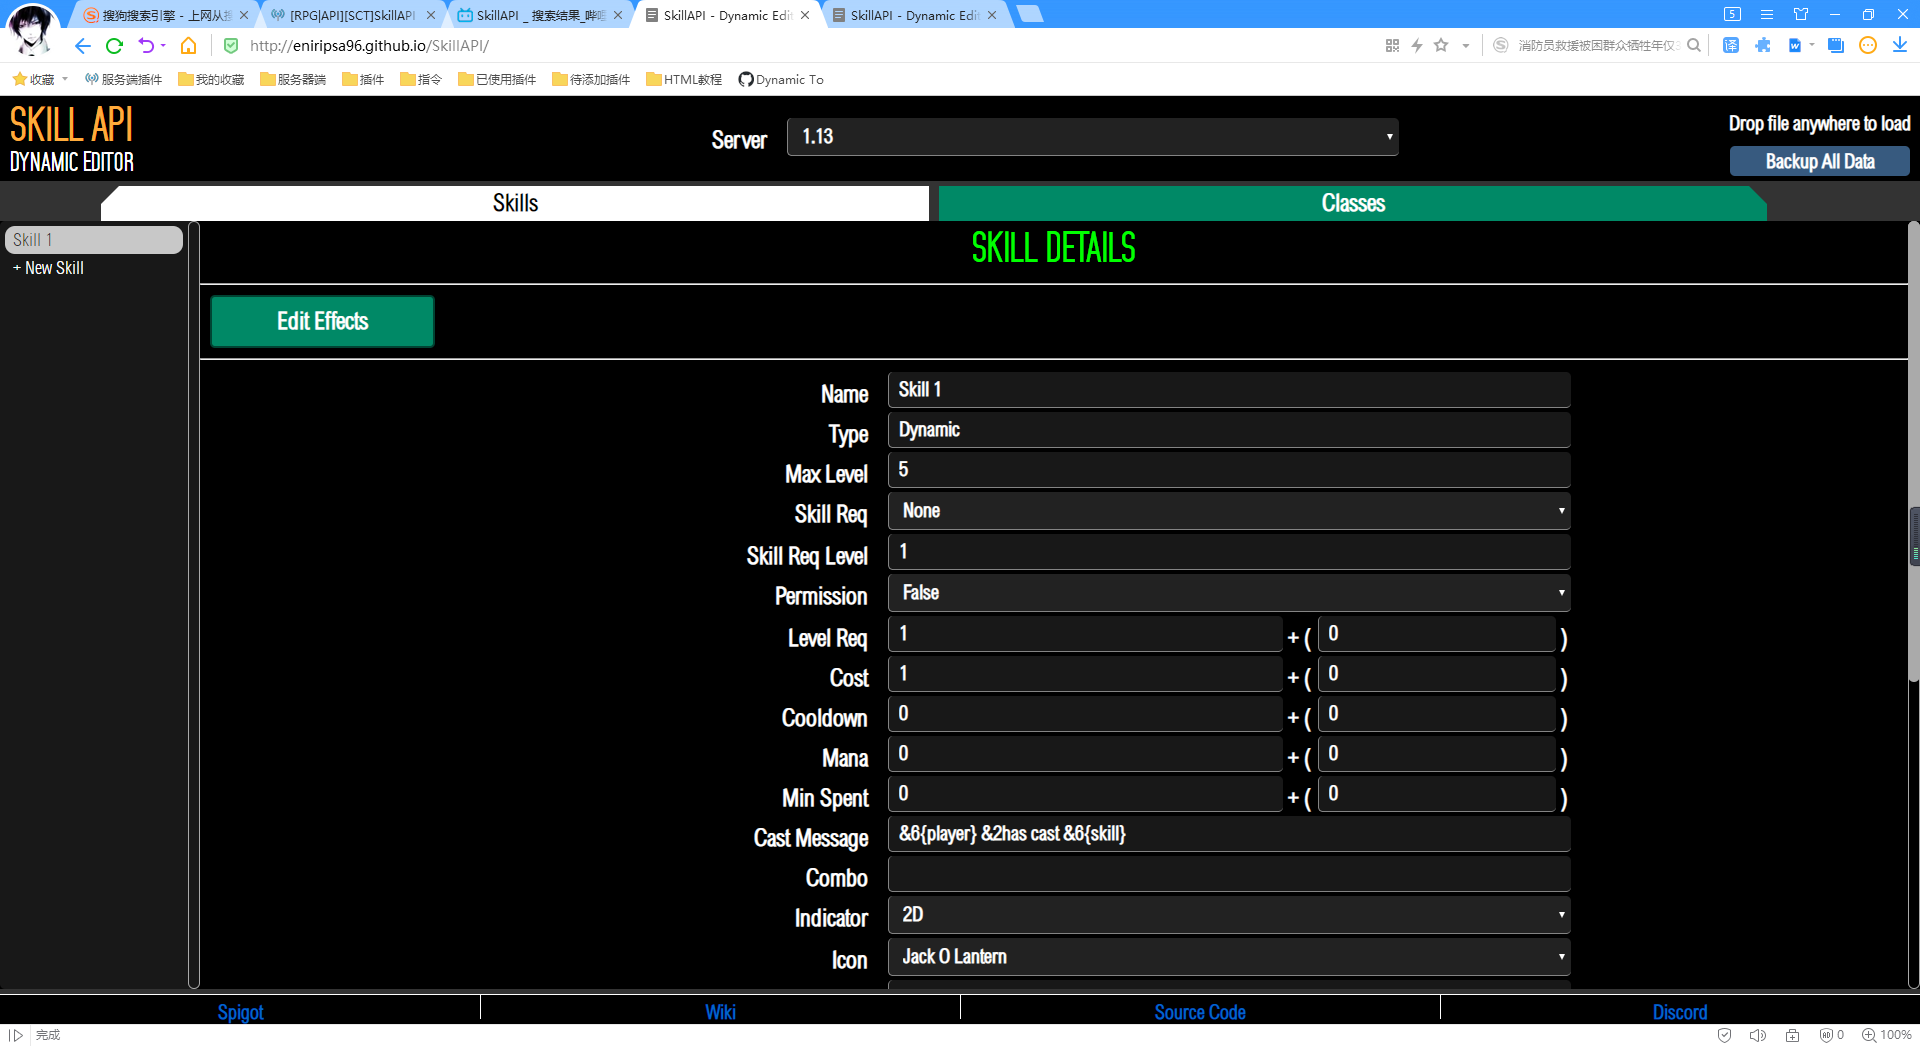 搜狗搜索引擎 - 上网从搜
[RPG|API][SCT]SkillAPI
SkillAPI _ 搜索结果_哔哩
SkillAPI - Dynamic Edit
SkillAPI - Dynamic Edit
5
http://eniripsa96.github.io/SkillAPI/
消防员救援被困群众牺牲年仅
译
收藏
服务端插件
我的收藏
服务器端
插件
指令
已使用插件
待添加插件
HTML教程
Dynamic To
SKILL API
DYNAMIC EDITOR
Server
1.13
Drop file anywhere to load
Backup All Data
Skills
Classes
Skill 1
+ New Skill
SKILL DETAILS
Edit Effects
Name Skill 1
Type Dynamic
Max Level 5
Skill Req None
Skill Req Level 1
Permission False
Level Req 1 + ( 0 )
Cost 1 + ( 0 )
Cooldown 0 + ( 0 )
Mana 0 + ( 0 )
Min Spent 0 + ( 0 )
Cast Message &6{player} &2has cast &6{skill}
Combo
Indicator 2D
Icon Jack O Lantern
Spigot
Wiki
Source Code
Discord
完成
0
100%